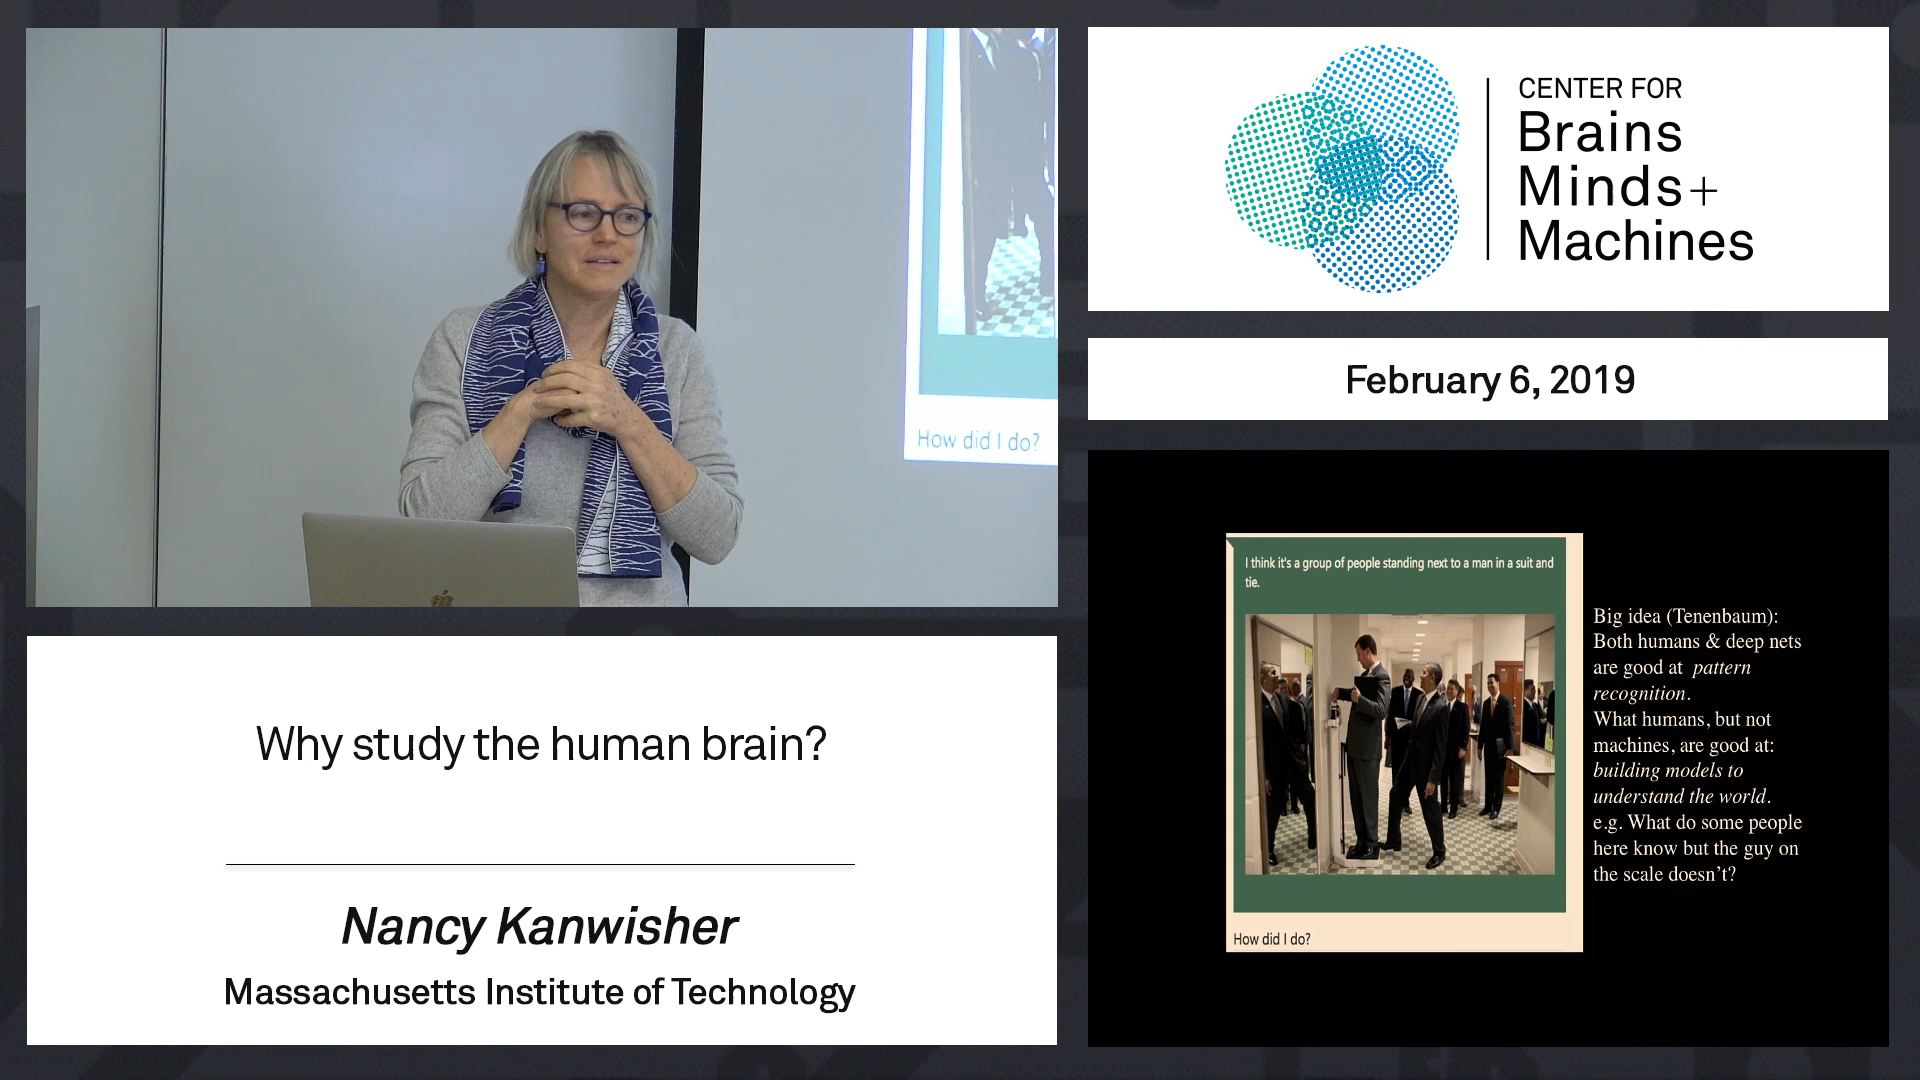 How did I do?
CENTER FOR
Brains
Minds+
Machines
February 6, 2019
Why study the human brain?
Nancy Kanwisher
Massachusetts Institute of Technology
I think it's a group of people standing next to a man in a suit and
tie.
How did I do?
Big idea (Tenenbaum):
Both humans & deep nets
are good at pattern
recognition.
What humans, but not
machines, are good at:
building models to
understand the world.
e.g. What do some people
here know but the guy on
the scale doesn't?